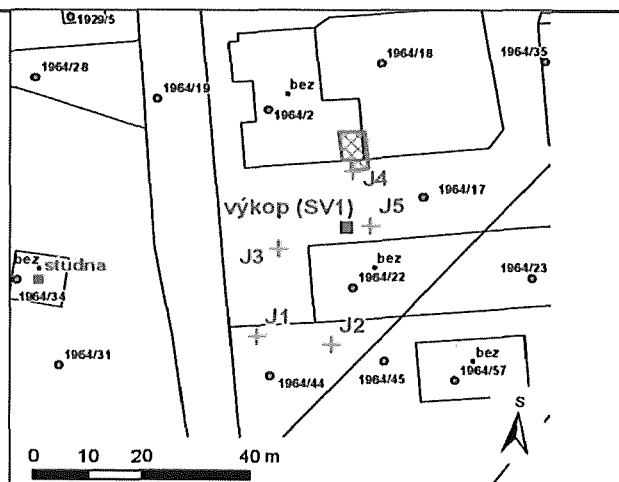 1929/5
1964/28
1964/19
bez
1964/2
1964/18
1964/35
J4
1964/17
výkop (SV1)
J5
J3
bez
studna
1964/34
bez
1964/22
1964/23
J1
J2
1964/31
1964/44
1964/45
bez
1964/57
S
0 10 20 40 m